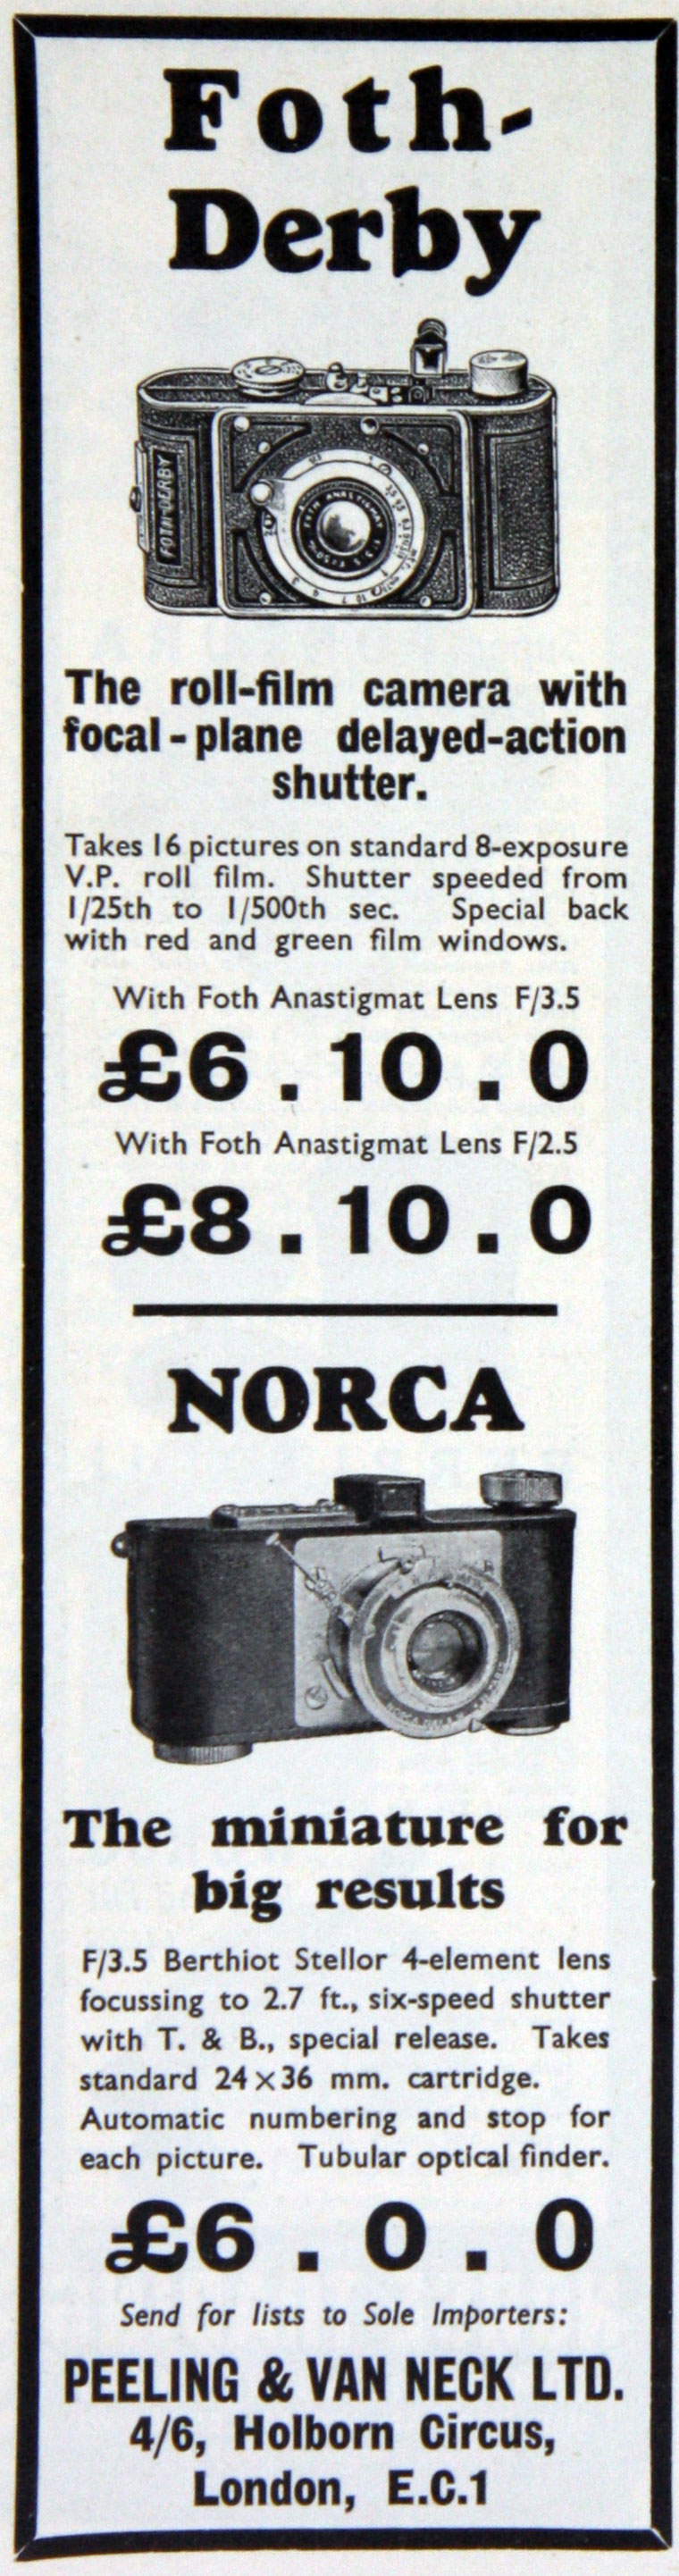 Foth-
Derby
FOTH-DERBY
The roll-film camera with
focal-plane delayed-action
shutter.
Takes 16 pictures on standard 8-exposure
V.P. roll film. Shutter speeded from
1/25th to 1/500th sec. Special back
with red and green film windows.
With Foth Anastigmat Lens F/3.5
£6.10.0
With Foth Anastigmat Lens F/2.5
£8.10.0
NORCA
The miniature for
big results
F/3.5 Berthiot Stellor 4-element lens
focussing to 2.7 ft., six-speed shutter
with T. & B., special release. Takes
standard 24 × 36 mm. cartridge.
Automatic numbering and stop for
each picture. Tubular optical finder.
£6.0.0
Send for lists to Sole Importers:
PEELING & VAN NECK LTD.
4/6, Holborn Circus,
London, E.C.1